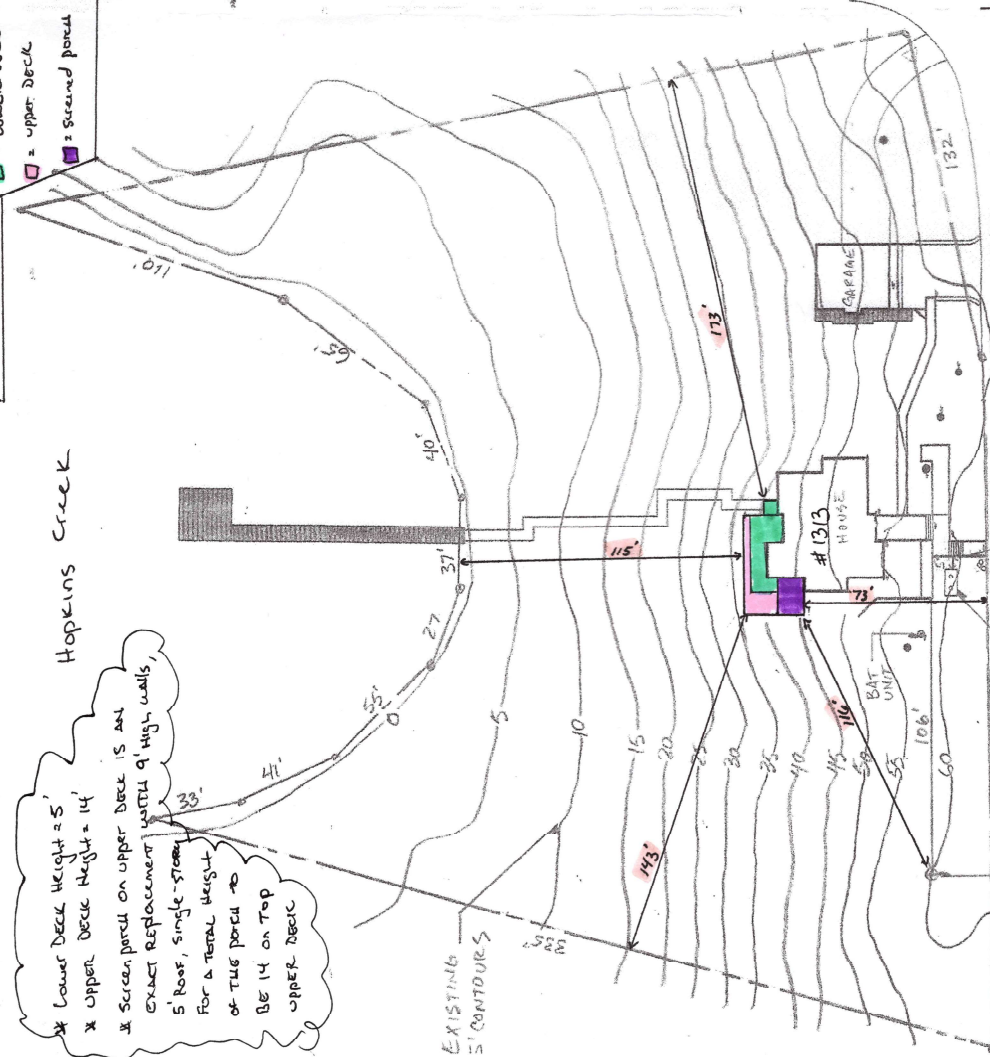 = upper DECK
= screened porch
Hopkins Creek
* Lower DECK Height = 5'
* UPPER DECK Height = 14'
* Screen porch on upper DECK IS AN
EXACT Replacement WITH 9' High walls,
5' ROOF, Single-STORY
FOR A TOTAL Height
OF THE porch TO
BE 14 ON TOP
UPPER DECK
110'
65'
40'
37'
27
55'
41'
33'
0
5
10
15
20
25
30
35
40
45
50
55
60
EXISTING
5' CONTOURS
325'
173'
115'
143'
116'
73'
132'
106'
GARAGE
#1313
HOUSE
BAT
UNIT